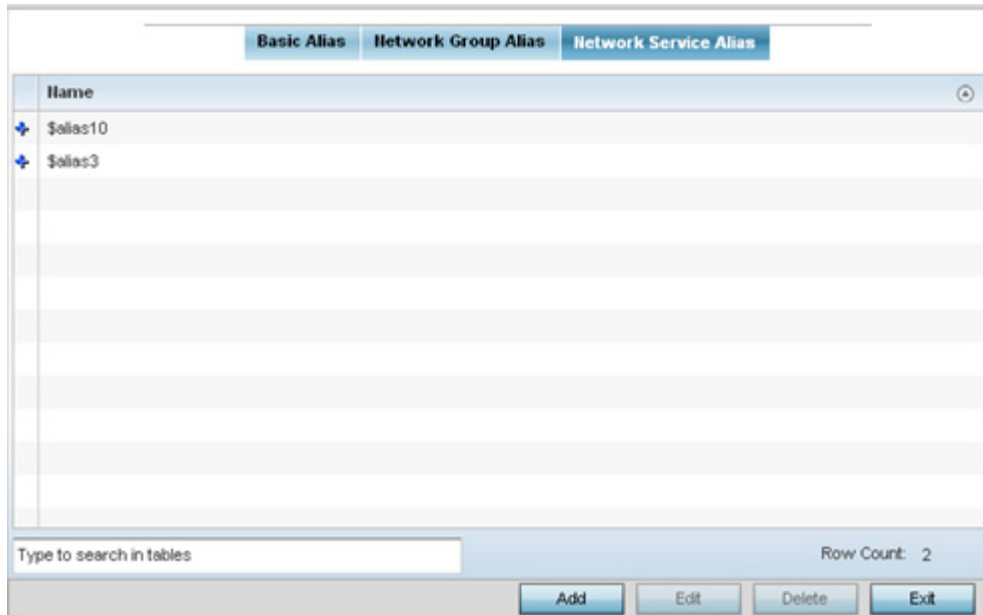 Basic Alias Network Group Alias Network Service Alias
Name
$alias10
$alias3
Type to search in tables Row Count: 2
Add Edit Delete Exit